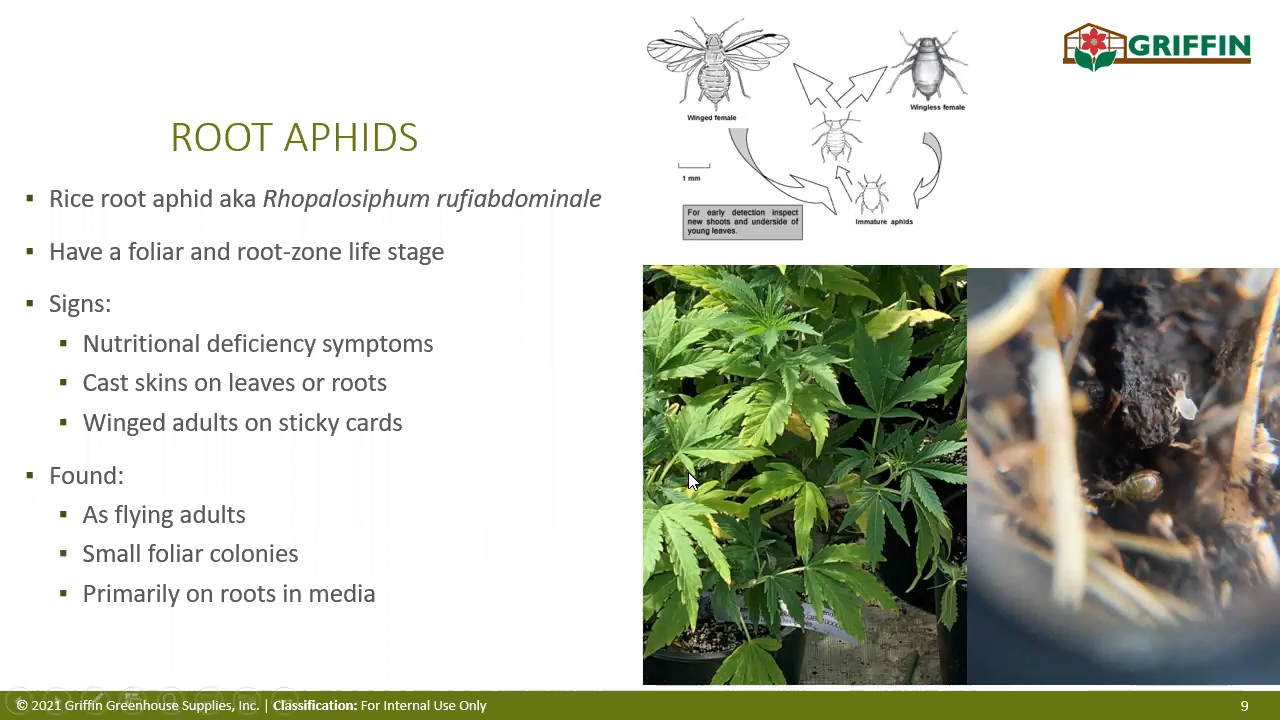 Winged female
Wingless female
1 mm
Immature aphids
For early detection inspect
new shoots and underside of
young leaves.
GRIFFIN
ROOT APHIDS
▪ Rice root aphid aka Rhopalosiphum rufiabdominale
▪ Have a foliar and root-zone life stage
▪ Signs:
▪ Nutritional deficiency symptoms
▪ Cast skins on leaves or roots
▪ Winged adults on sticky cards
▪ Found:
▪ As flying adults
▪ Small foliar colonies
▪ Primarily on roots in media
© 2021 Griffin Greenhouse Supplies, Inc. | Classification: For Internal Use Only
9